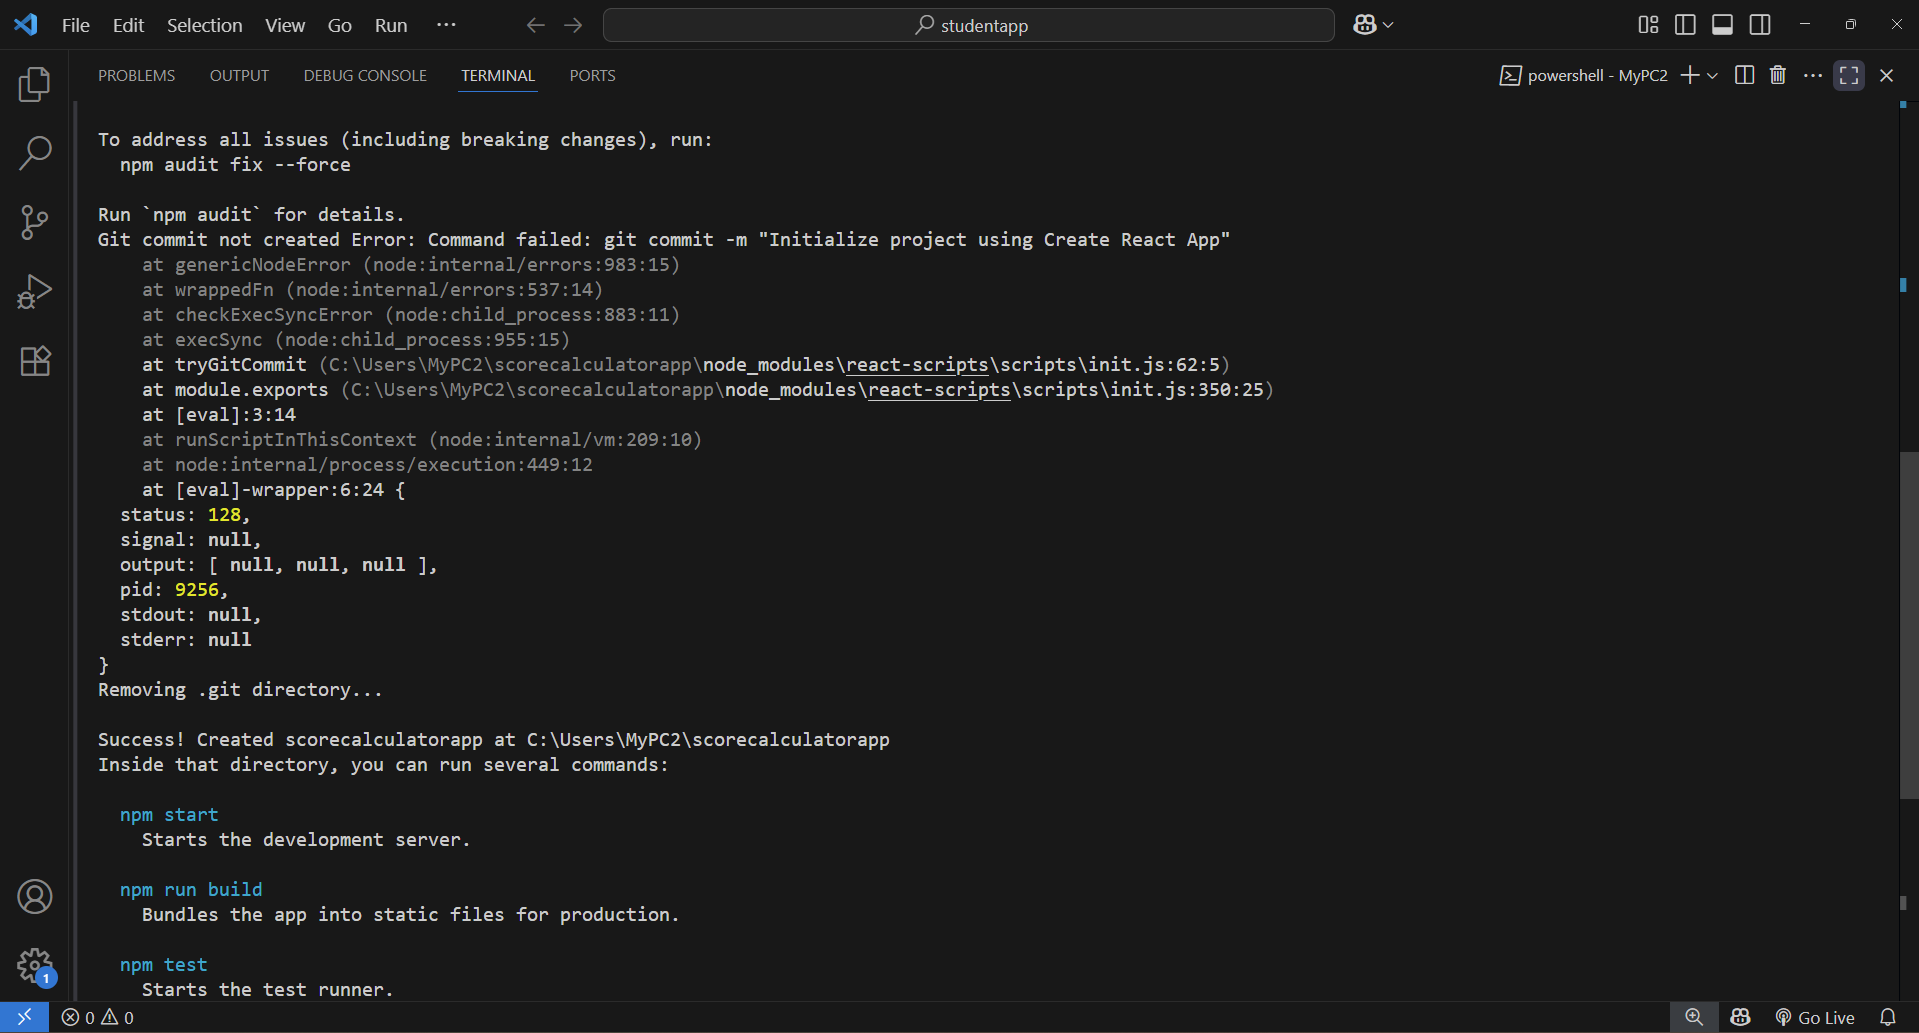 File Edit Selection View Go Run ···
studentapp
PROBLEMS OUTPUT DEBUG CONSOLE TERMINAL PORTS
powershell - MyPC2
To address all issues (including breaking changes), run:
npm audit fix --force
Run `npm audit` for details.
Git commit not created Error: Command failed: git commit -m "Initialize project using Create React App"
at genericNodeError (node:internal/errors:983:15)
at wrappedFn (node:internal/errors:537:14)
at checkExecSyncError (node:child_process:883:11)
at execSync (node:child_process:955:15)
at tryGitCommit (C:\Users\MyPC2\scorecalculatorapp\node_modules\react-scripts\scripts\init.js:62:5)
at module.exports (C:\Users\MyPC2\scorecalculatorapp\node_modules\react-scripts\scripts\init.js:350:25)
at [eval]:3:14
at runScriptInThisContext (node:internal/vm:209:10)
at node:internal/process/execution:449:12
at [eval]-wrapper:6:24 {
status: 128,
signal: null,
output: [ null, null, null ],
pid: 9256,
stdout: null,
stderr: null
}
Removing .git directory...
Success! Created scorecalculatorapp at C:\Users\MyPC2\scorecalculatorapp
Inside that directory, you can run several commands:
npm start
Starts the development server.
npm run build
Bundles the app into static files for production.
npm test
Starts the test runner.
1
0 0
Go Live